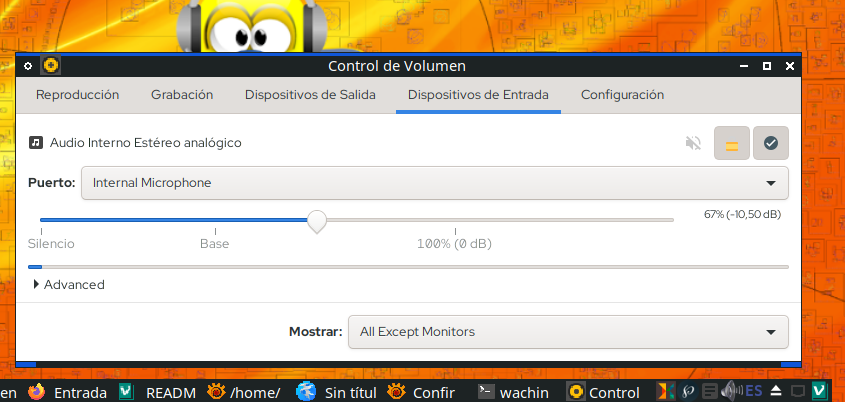 Control de Volumen
Reproducción Grabación Dispositivos de Salida Dispositivos de Entrada Configuración
Audio Interno Estéreo analógico
Puerto: Internal Microphone
67% (-10,50 dB)
Silencio Base 100% (0 dB)
Advanced
Mostrar: All Except Monitors
en Entrada READM /home/ Sin títul Confir wachin Control ES